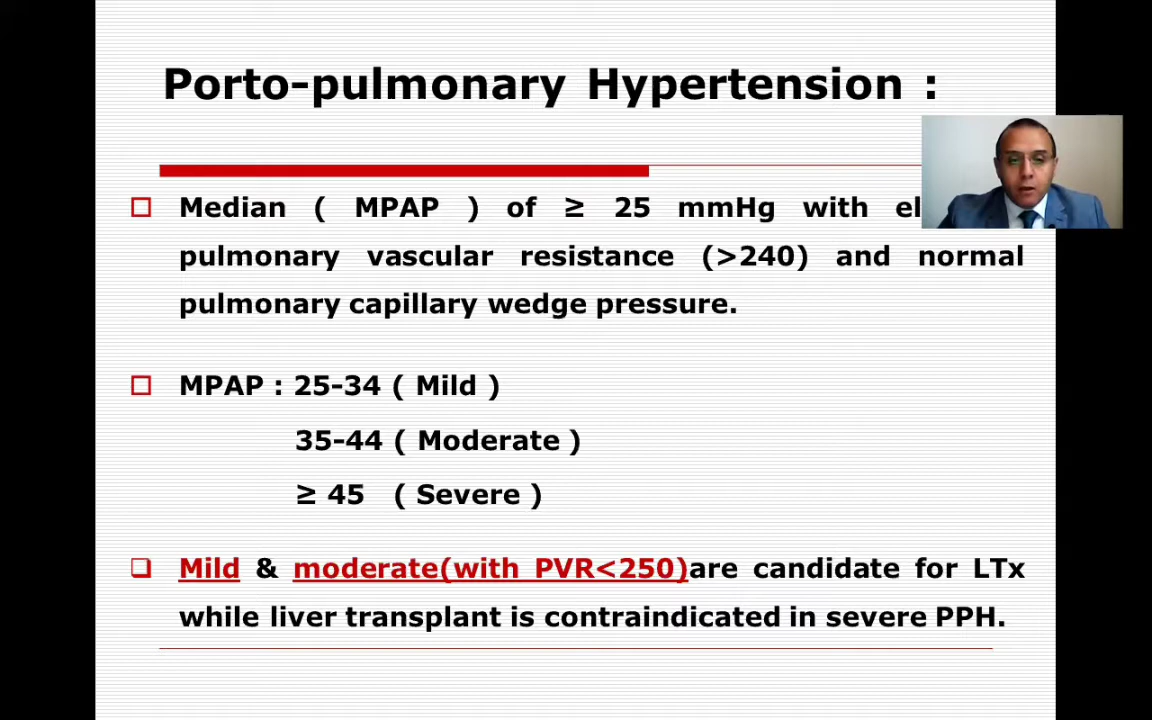 Porto-pulmonary Hypertension :
Median ( MPAP ) of ≥ 25 mmHg with
pulmonary vascular resistance (>240) and normal
pulmonary capillary wedge pressure.
MPAP : 25-34 ( Mild )
35-44 ( Moderate )
≥ 45 ( Severe )
Mild & moderate(with PVR<250)are candidate for LTx
while liver transplant is contraindicated in severe PPH.